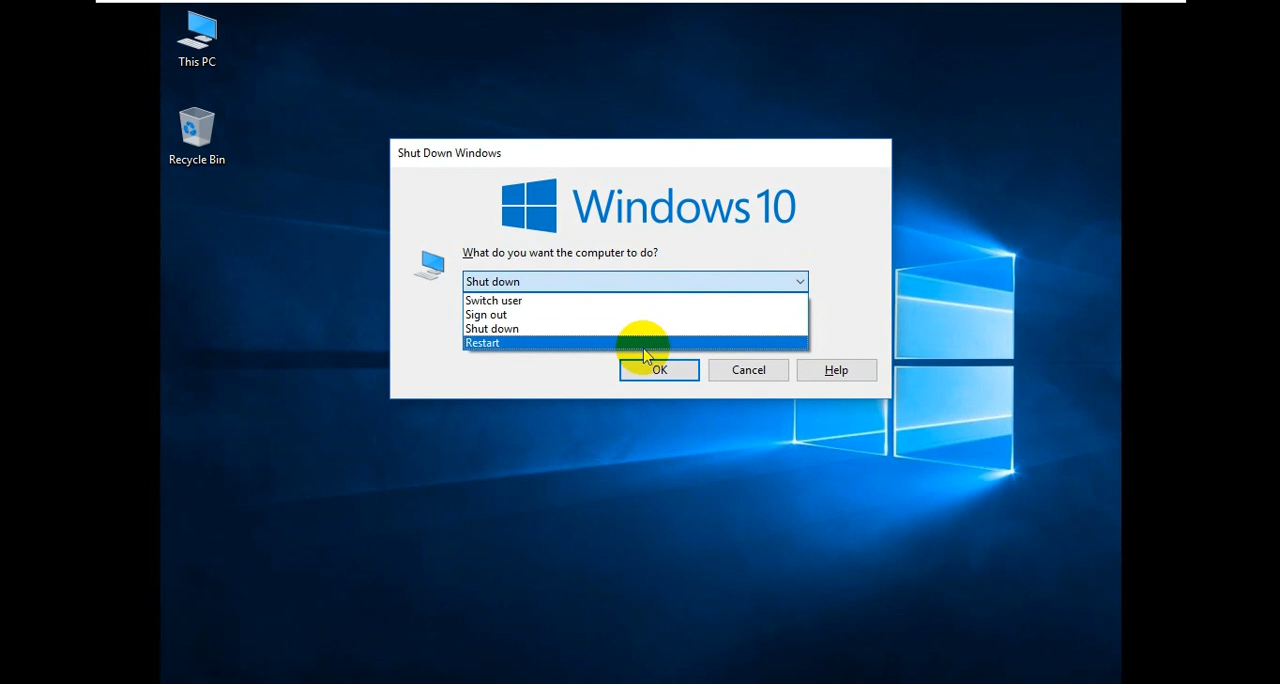 This PC
Recycle Bin
Shut Down Windows
Windows 10
What do you want the computer to do?
Shut down
Switch user
Sign out
Shut down
Restart
OK
Cancel
Help